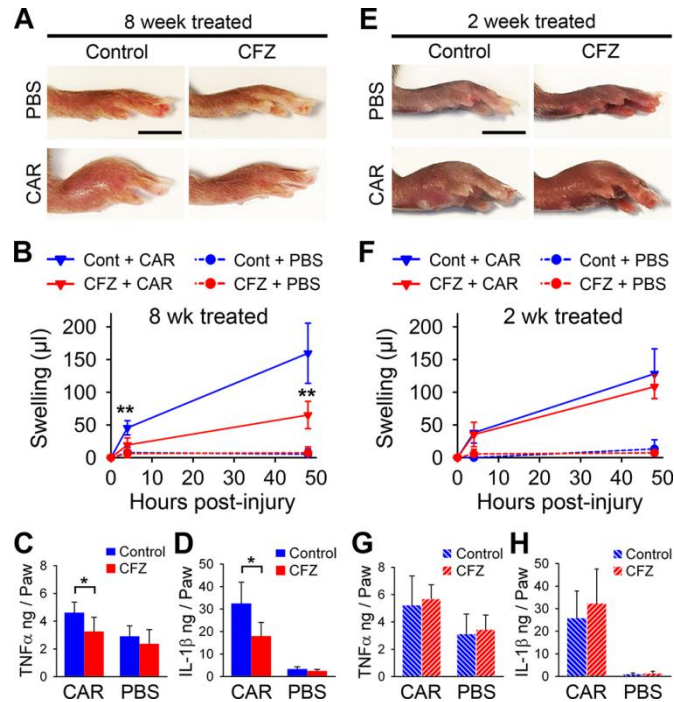 A 8 week treated
Control CFZ
PBS
CAR
E 2 week treated
Control CFZ
PBS
CAR
B Cont + CAR Cont + PBS
CFZ + CAR CFZ + PBS
8 wk treated
Swelling (µl)
200
150
100
50
0
**
**
0 10 20 30 40 50
Hours post-injury
F Cont + CAR Cont + PBS
CFZ + CAR CFZ + PBS
2 wk treated
Swelling (µl)
200
150
100
50
0
0 10 20 30 40 50
Hours post-injury
C Control
CFZ
TNFα ng / Paw
8
6
4
2
0
*
CAR PBS
D Control
CFZ
IL-1β ng / Paw
50
40
30
20
10
0
*
CAR PBS
G Control
CFZ
TNFα ng / Paw
8
6
4
2
0
CAR PBS
H Control
CFZ
IL-1β ng / Paw
50
40
30
20
10
0
CAR PBS